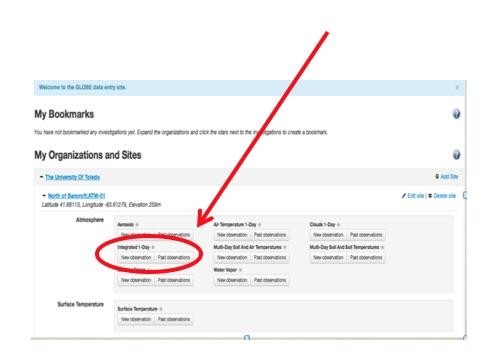 Welcome to the GLOBE data entry site.
x
My Bookmarks
You have not bookmarked any investigations yet. Expand the organizations and click the stars next to the investigations to create a bookmark.
My Organizations and Sites
The University Of Toledo
Add Site
North of Bancroft:ATM-01
Edit site | x Delete site
Latitude 41.66113, Longitude -83.61279, Elevation 259m
Atmosphere
Aerosols
Air Temperature 1-Day
Clouds 1-Day
New observation Past observations
New observation Past observations
New observation Past observations
Integrated 1-Day
Multi-Day Soil And Air Temperatures
Multi-Day Soil And Soil Temperatures
New observation Past observations
New observation Past observations
New observation Past observations
Water Vapor
New observation Past observations
New observation Past observations
Surface Temperature
Surface Temperature
New observation Past observations